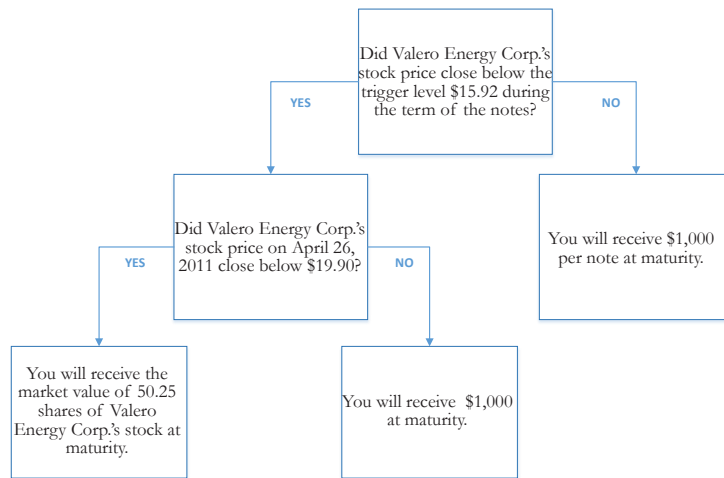 Did Valero Energy Corp.'s
stock price close below the
trigger level $15.92 during
the term of the notes?
YES
NO
Did Valero Energy Corp.'s
stock price on April 26,
2011 close below $19.90?
You will receive $1,000
per note at maturity.
YES
NO
You will receive the
market value of 50.25
shares of Valero
Energy Corp.'s stock at
maturity.
You will receive $1,000
at maturity.